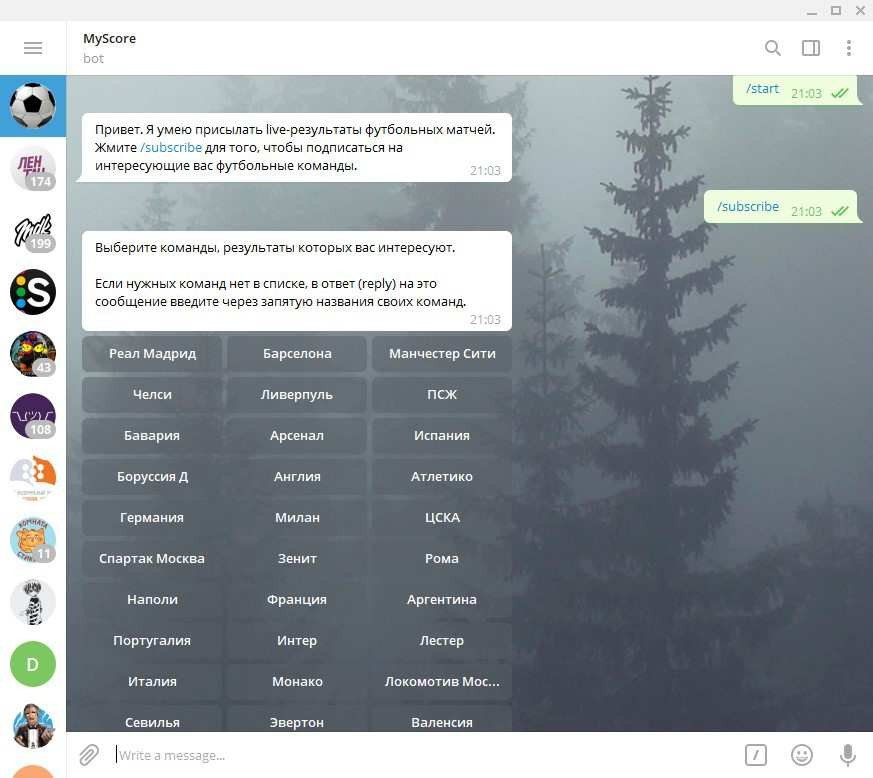 MyScore
bot
/start 21:03
Привет. Я умею присылать live-результаты футбольных матчей.
Жмите /subscribe для того, чтобы подписаться на
интересующие вас футбольные команды. 21:03
/subscribe 21:03
Выберите команды, результаты которых вас интересуют.
Если нужных команд нет в списке, в ответ (reply) на это
сообщение введите через запятую названия своих команд.
21:03
Реал Мадрид Барселона Манчестер Сити
Челси Ливерпуль ПСЖ
Бавария Арсенал Испания
Боруссия Д Англия Атлетико
Германия Милан ЦСКА
Спартак Москва Зенит Рома
Наполи Франция Аргентина
Португалия Интер Лестер
Италия Монако Локомотив Мос...
Севилья Эвертон Валенсия
Write a message...
ЛЕН
174
199
S
43
108
КОМНАТА
11
D